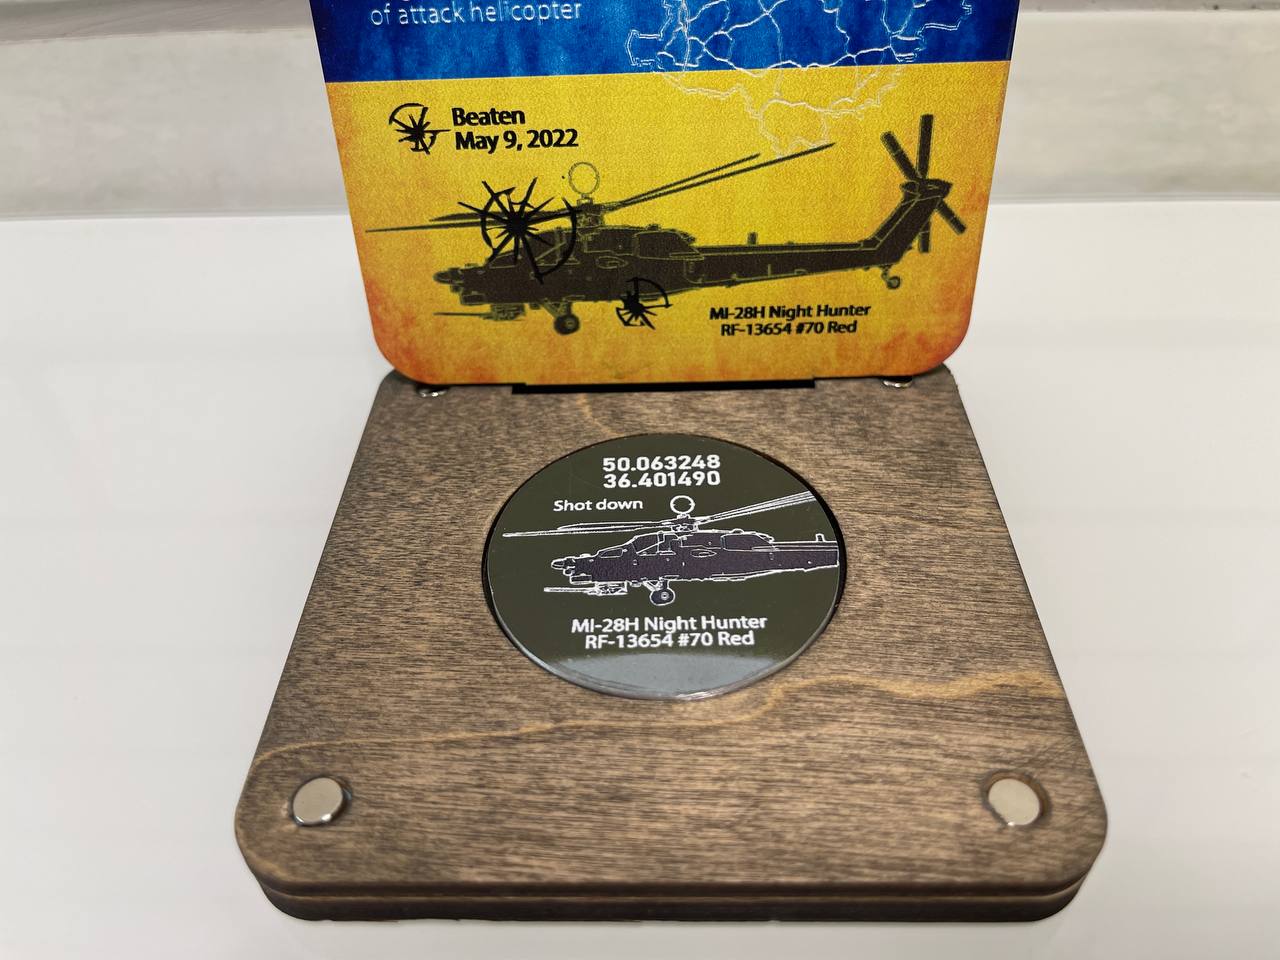 of attack helicopter
Beaten
May 9, 2022
MI-28H Night Hunter
RF-13654 #70 Red
50.063248
36.401490
Shot down
MI-28H Night Hunter
RF-13654 #70 Red